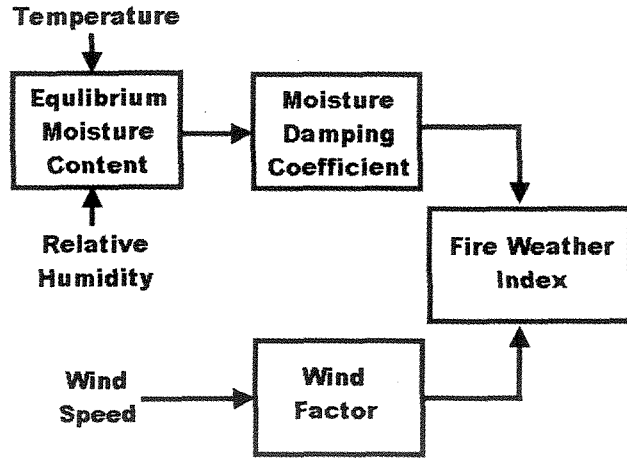 Temperature
Equlibrium
Moisture
Content
Moisture
Damping
Coefficient
Relative
Humidity
Fire Weather
Index
Wind
Speed
Wind
Factor